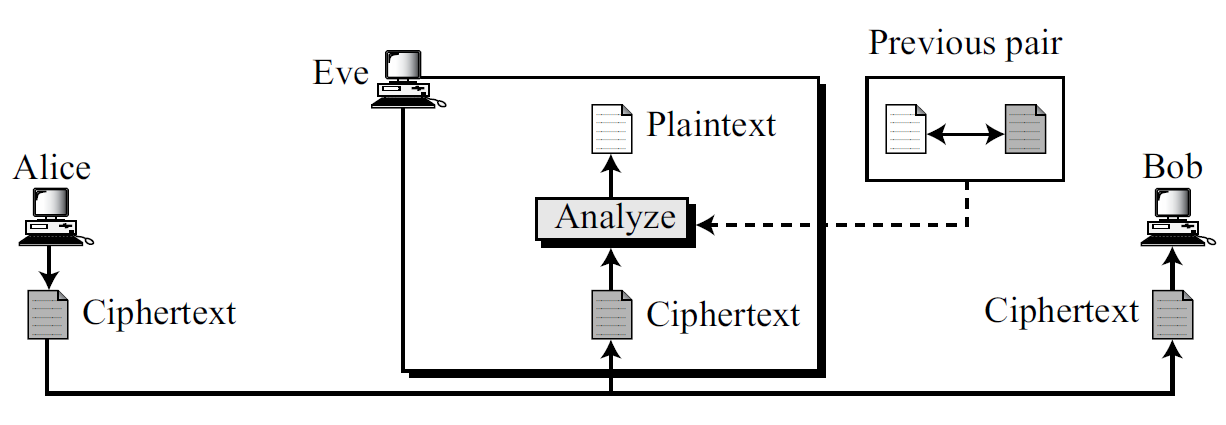 Previous pair
Eve
Plaintext
Alice
Bob
Analyze
Ciphertext
Ciphertext
Ciphertext